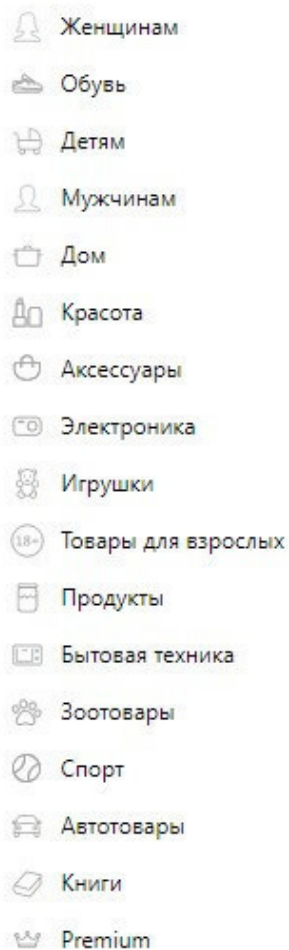 Женщинам
Обувь
Детям
Мужчинам
Дом
Красота
Аксессуары
Электроника
Игрушки
18+ Товары для взрослых
Продукты
Бытовая техника
Зоотовары
Спорт
Автотовары
Книги
Premium